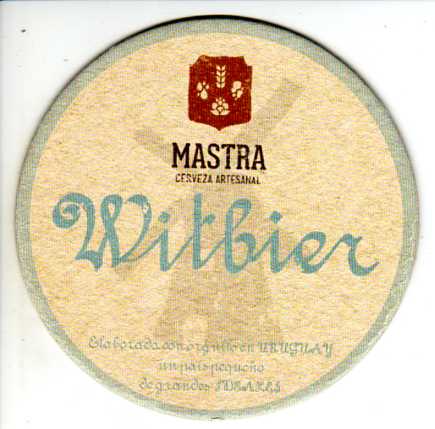 MASTRA
CERVEZA ARTESANAL
Witbier
Elaborada con orgullo en URUGUAY
un país pequeño
de grandes IDEALES